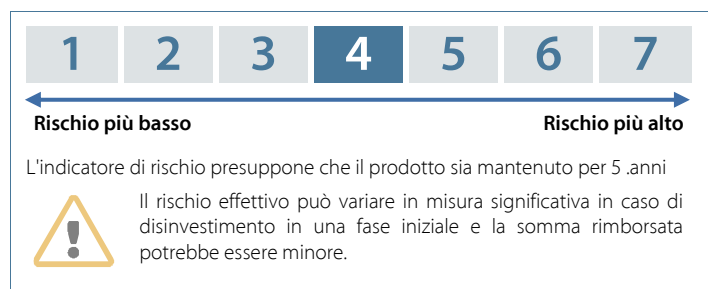 1 2 3 4 5 6 7
Rischio più basso Rischio più alto
L'indicatore di rischio presuppone che il prodotto sia mantenuto per 5 .anni
Il rischio effettivo può variare in misura significativa in caso di
disinvestimento in una fase iniziale e la somma rimborsata
potrebbe essere minore.